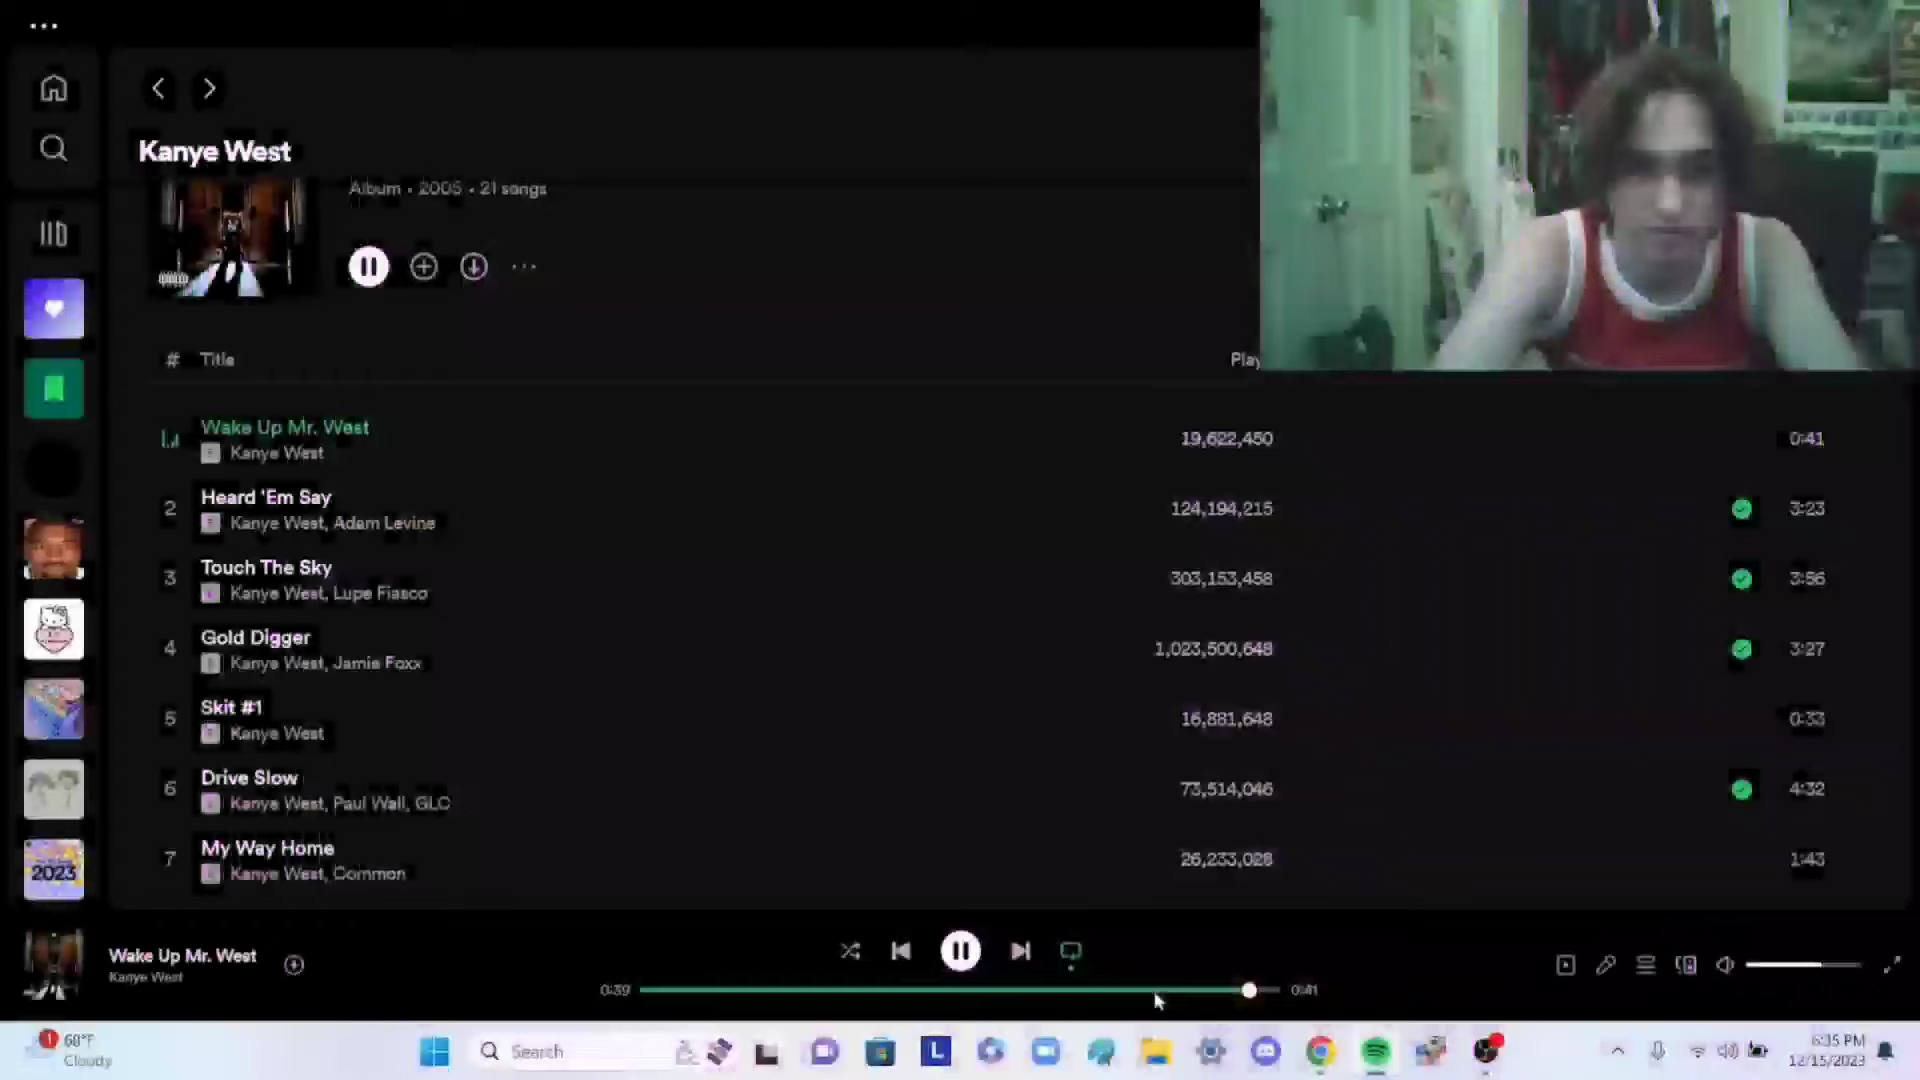 Kanye West
Album • 2005 • 21 songs
# Title
Play
Wake Up Mr. West
Kanye West
19,622,450
0:41
2
Heard 'Em Say
Kanye West, Adam Levine
124,194,215
3:23
3
Touch The Sky
Kanye West, Lupe Fiasco
303,153,458
3:56
4
Gold Digger
Kanye West, Jamie Foxx
1,023,500,648
3:27
5
Skit #1
Kanye West
16,881,648
0:33
6
Drive Slow
Kanye West, Paul Wall, GLC
73,514,046
4:32
7
My Way Home
Kanye West, Common
26,233,028
1:43
2023
Wake Up Mr. West
Kanye West
0:39
0:41
1
68°F
Cloudy
Search
L
6:35 PM
12/15/2023